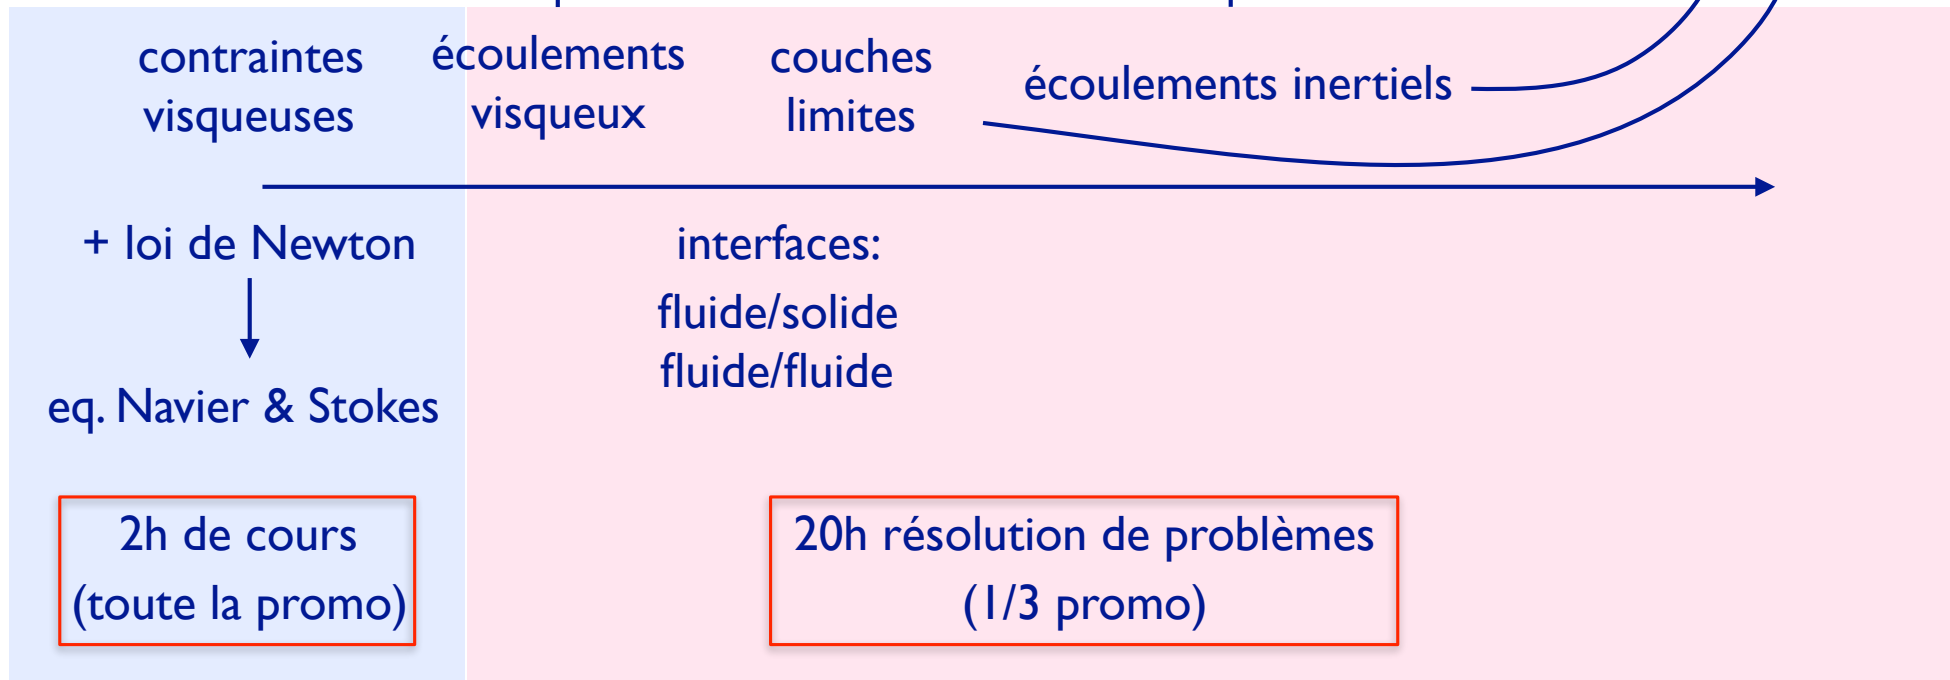 contraintes
visqueuses
écoulements
visqueux
couches
limites
écoulements inertiels
+ loi de Newton
eq. Navier & Stokes
interfaces:
fluide/solide
fluide/fluide
2h de cours
(toute la promo)
20h résolution de problèmes
(1/3 promo)